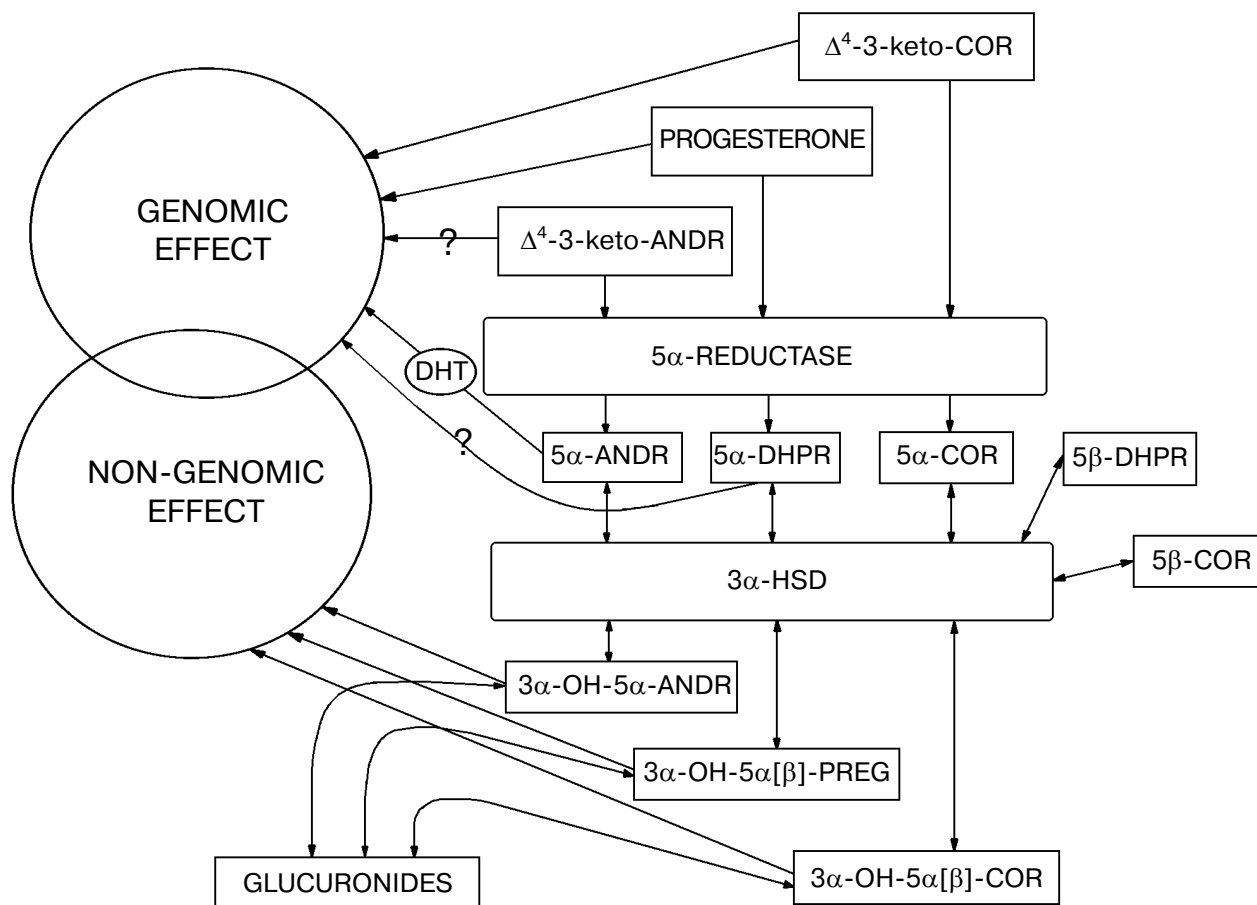 Δ⁴-3-keto-COR
PROGESTERONE
GENOMIC
EFFECT
?
Δ⁴-3-keto-ANDR
5α-REDUCTASE
DHT
?
5α-ANDR
5α-DHPR
5α-COR
5β-DHPR
NON-GENOMIC
EFFECT
3α-HSD
5β-COR
3α-OH-5α-ANDR
3α-OH-5α[β]-PREG
GLUCURONIDES
3α-OH-5α[β]-COR